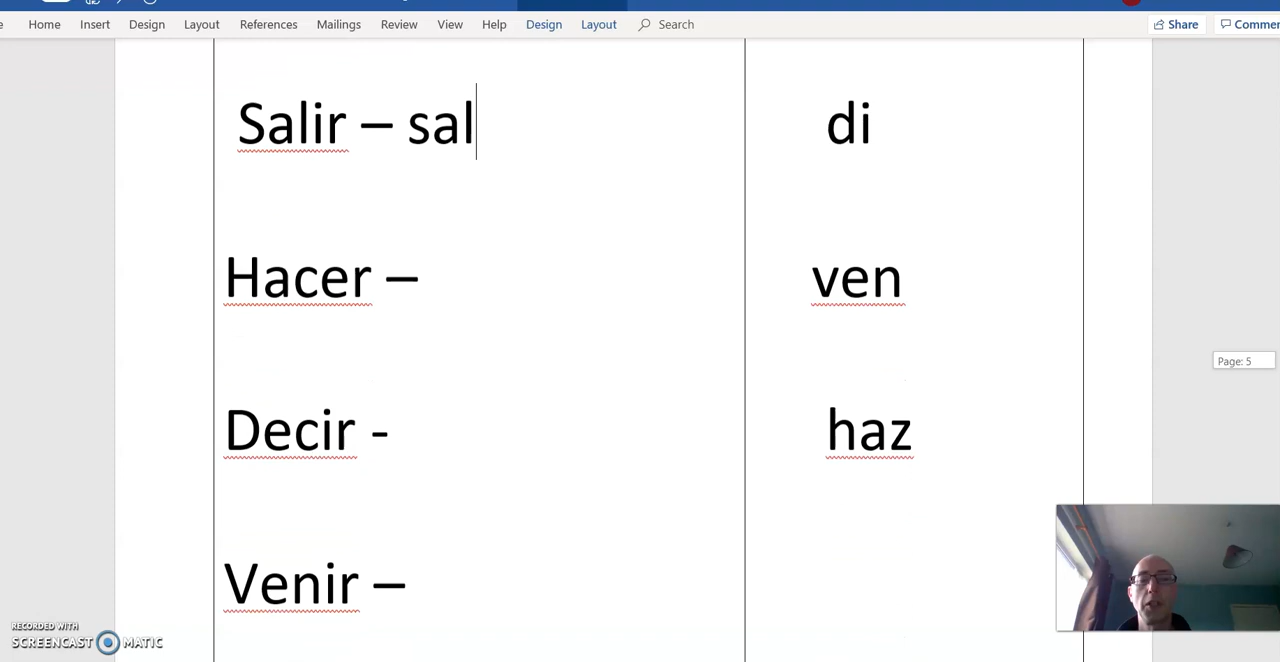 Home Insert Design Layout References Mailings Review View Help Design Layout Search Share
Salir – sal di
Hacer – ven
Page: 5
Decir - haz
Venir –
RECORDED WITH
SCREENCAST MATIC